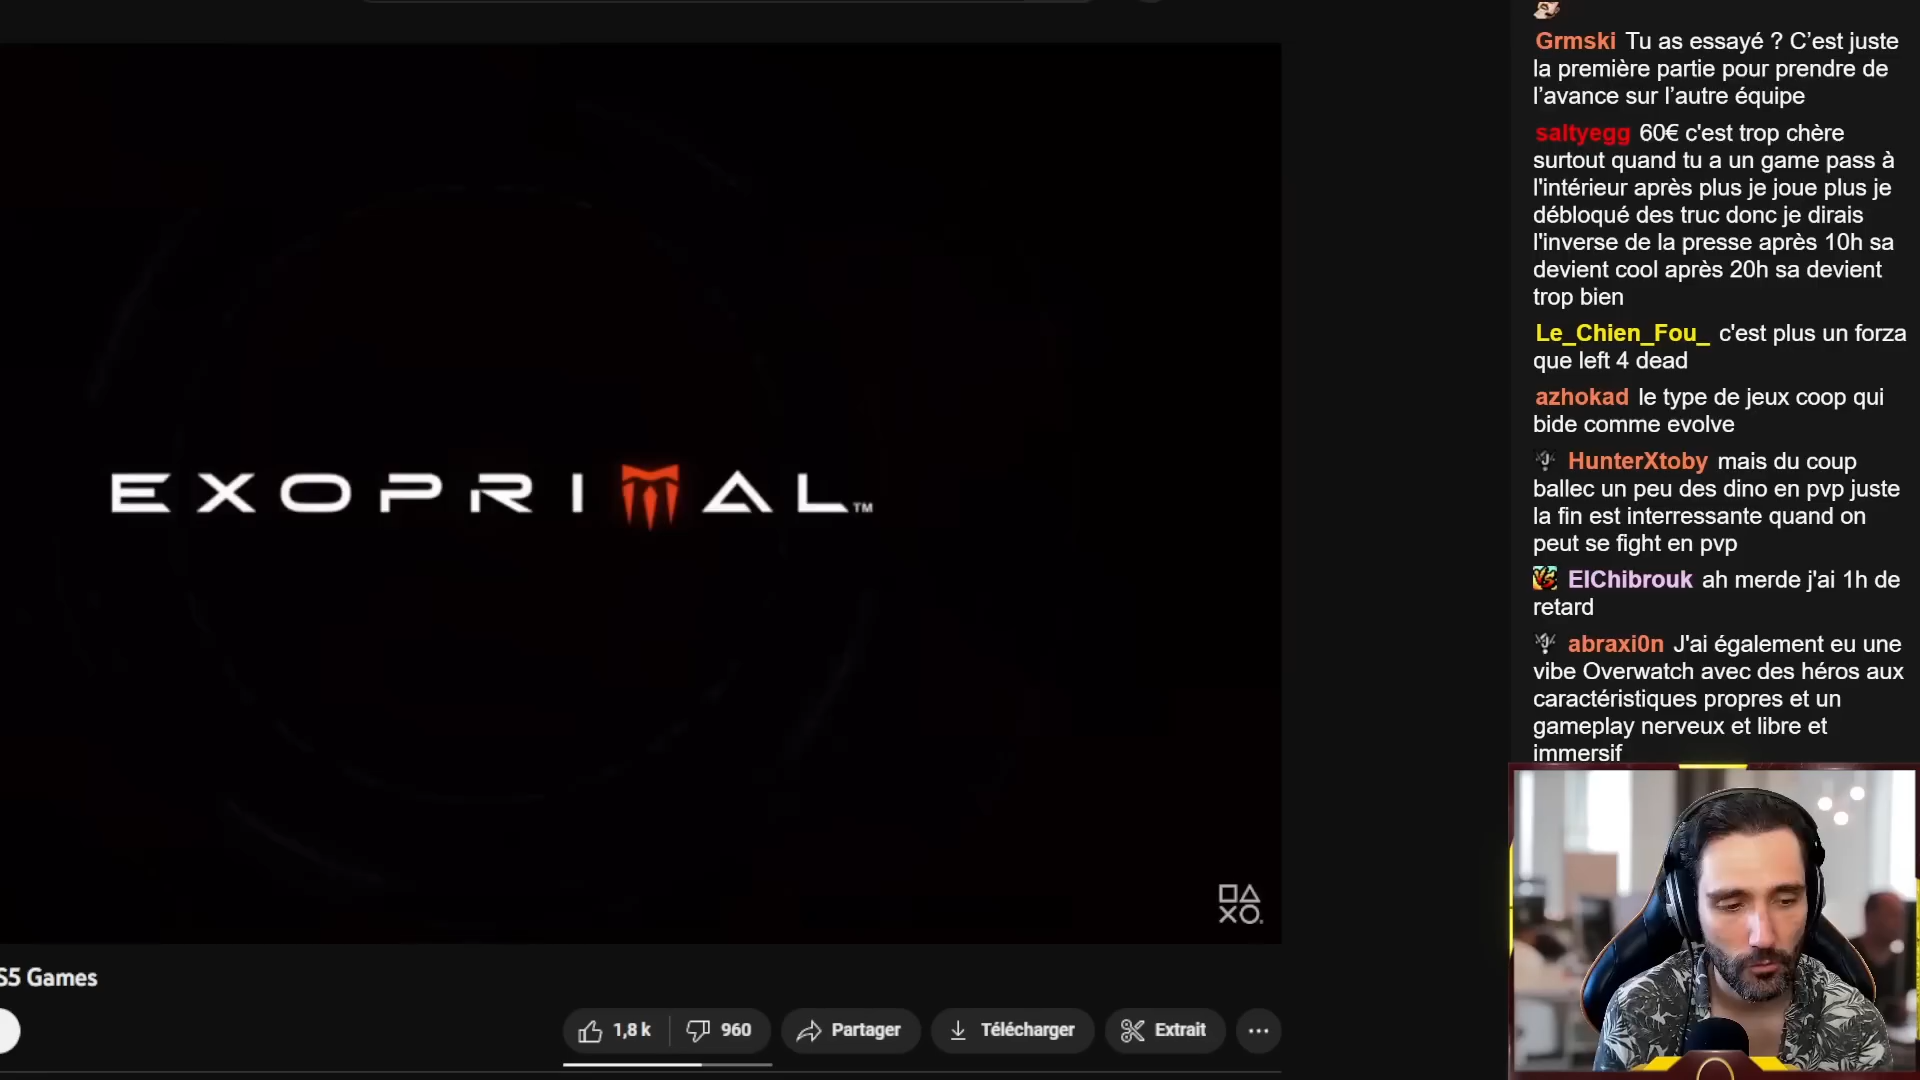 EXOPRIMAL™
S5 Games
1,8 k
960
Partager
Télécharger
Extrait
Grmski Tu as essayé ? C’est juste
la première partie pour prendre de
l’avance sur l’autre équipe
saltyegg 60€ c'est trop chère
surtout quand tu a un game pass à
l'intérieur après plus je joue plus je
débloqué des truc donc je dirais
l'inverse de la presse après 10h sa
devient cool après 20h sa devient
trop bien
Le_Chien_Fou_ c'est plus un forza
que left 4 dead
azhokad le type de jeux coop qui
bide comme evolve
HunterXtoby mais du coup
ballec un peu des dino en pvp juste
la fin est interressante quand on
peut se fight en pvp
ElChibrouk ah merde j'ai 1h de
retard
abraxi0n J'ai également eu une
vibe Overwatch avec des héros aux
caractéristiques propres et un
gameplay nerveux et libre et
immersif